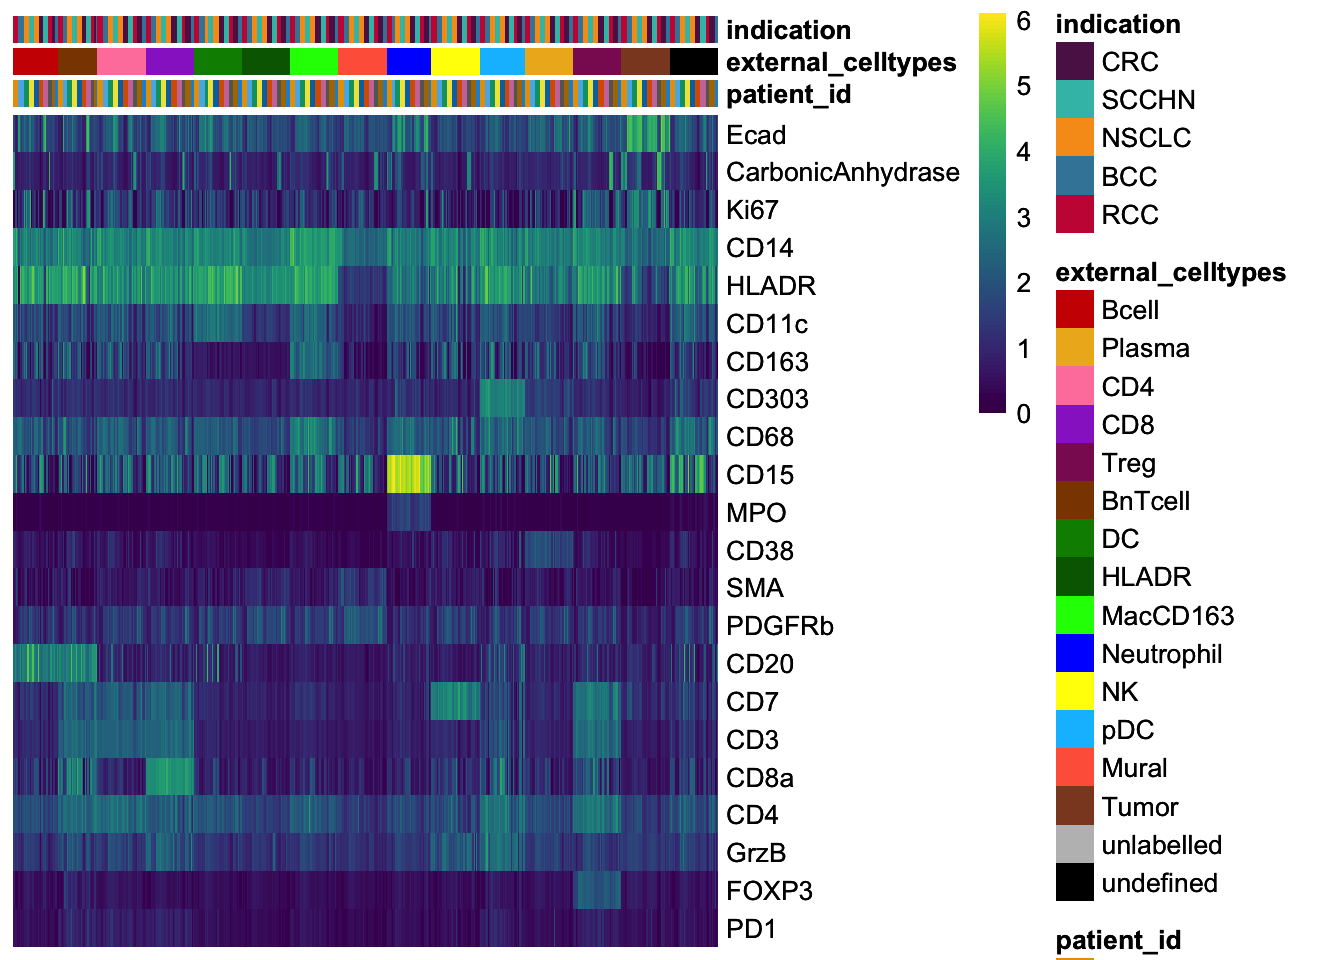 indication
external_celltypes
patient_id
Ecad
CarbonicAnhydrase
Ki67
CD14
HLADR
CD11c
CD163
CD303
CD68
CD15
MPO
CD38
SMA
PDGFRb
CD20
CD7
CD3
CD8a
CD4
GrzB
FOXP3
PD1
6
5
4
3
2
1
0
indication
CRC
SCCHN
NSCLC
BCC
RCC
external_celltypes
Bcell
Plasma
CD4
CD8
Treg
BnTcell
DC
HLADR
MacCD163
Neutrophil
NK
pDC
Mural
Tumor
unlabelled
undefined
patient_id